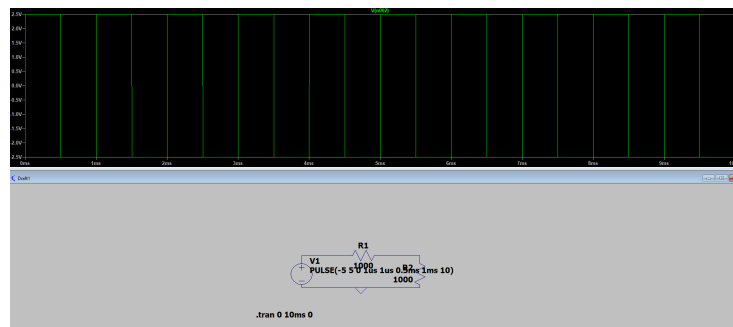 V(n002)
2.5V
2.0V
1.5V
1.0V
0.5V
0.0V
-0.5V
-1.0V
-1.5V
-2.0V
-2.5V
0ms 1ms 2ms 3ms 4ms 5ms 6ms 7ms 8ms 9ms
R1
V1
1000
R2
PULSE(-5 5 0 1us 1us 0.5ms 1ms 10)
1000
.tran 0 10ms 0